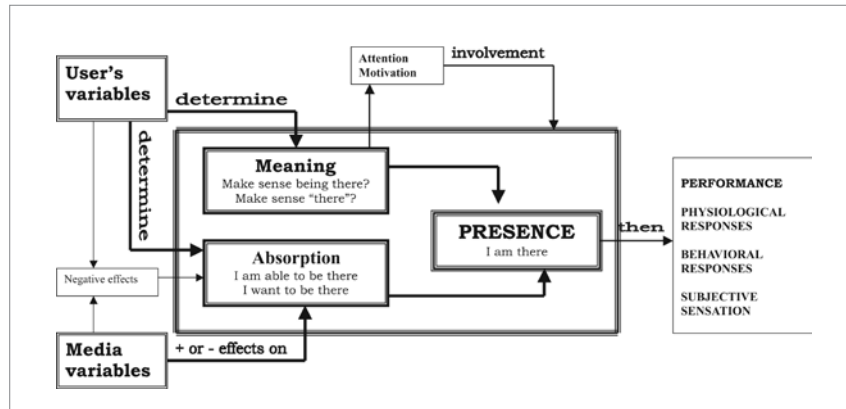 Attention
Motivation
involvement
User's
variables
determine
determine
Meaning
Make sense being there?
Make sense "there"?
PRESENCE
I am there
then
PERFORMANCE
PHYSIOLOGICAL
RESPONSES
BEHAVIORAL
RESPONSES
SUBJECTIVE
SENSATION
Absorption
I am able to be there
I want to be there
Negative effects
Media
variables
+ or - effects on